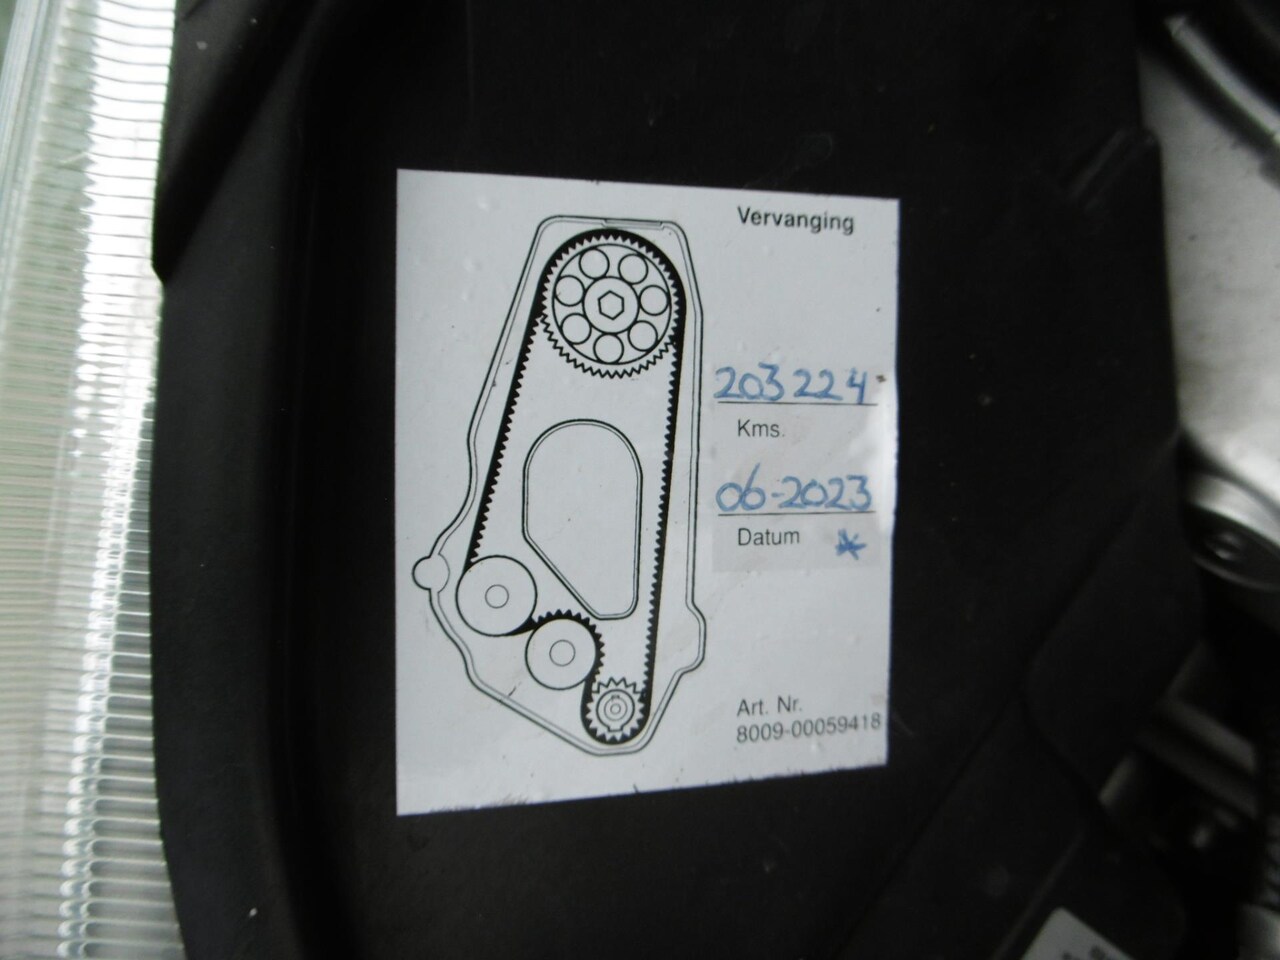 Vervanging
203224
Kms.
06-2023
Datum *
Art. Nr.
8009-00059418